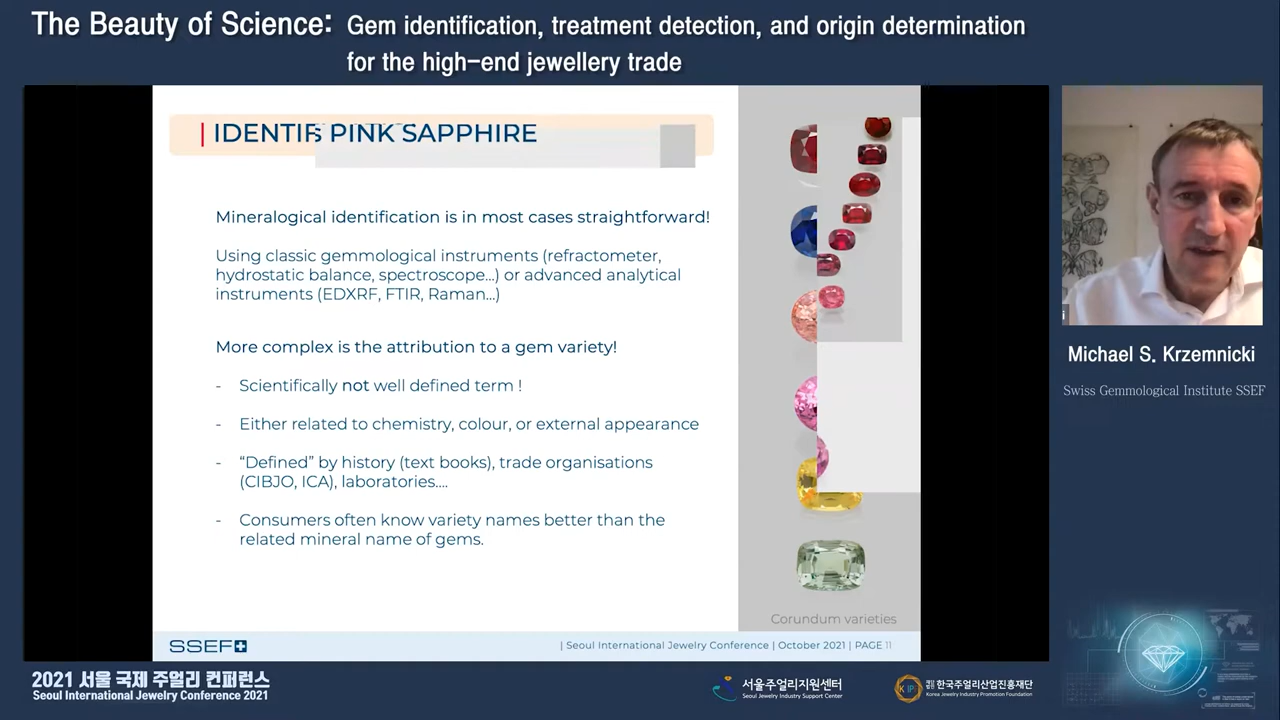 The Beauty of Science: Gem identification, treatment detection, and origin determination
for the high-end jewellery trade
PINK SAPPHIRE
Mineralogical identification is in most cases straightforward!
Using classic gemmological instruments (refractometer,
hydrostatic balance, spectroscope...) or advanced analytical
instruments (EDXRF, FTIR, Raman...)
More complex is the attribution to a gem variety!
- Scientifically not well defined term !
- Either related to chemistry, colour, or external appearance
- “Defined” by history (text books), trade organisations
(CIBJO, ICA), laboratories....
- Consumers often know variety names better than the
related mineral name of gems.
Corundum varieties
SSEF
| Seoul International Jewelry Conference | October 2021 | PAGE 11
Michael S. Krzemnicki
Swiss Gemmological Institute SSEF
2021 서울 국제 주얼리 컨퍼런스
Seoul International Jewelry Conference 2021
서울주얼리지원센터
Seoul Jewelry Industry Support Center
한국주얼리산업진흥재단
Korea Jewelry Industry Promotion Foundation